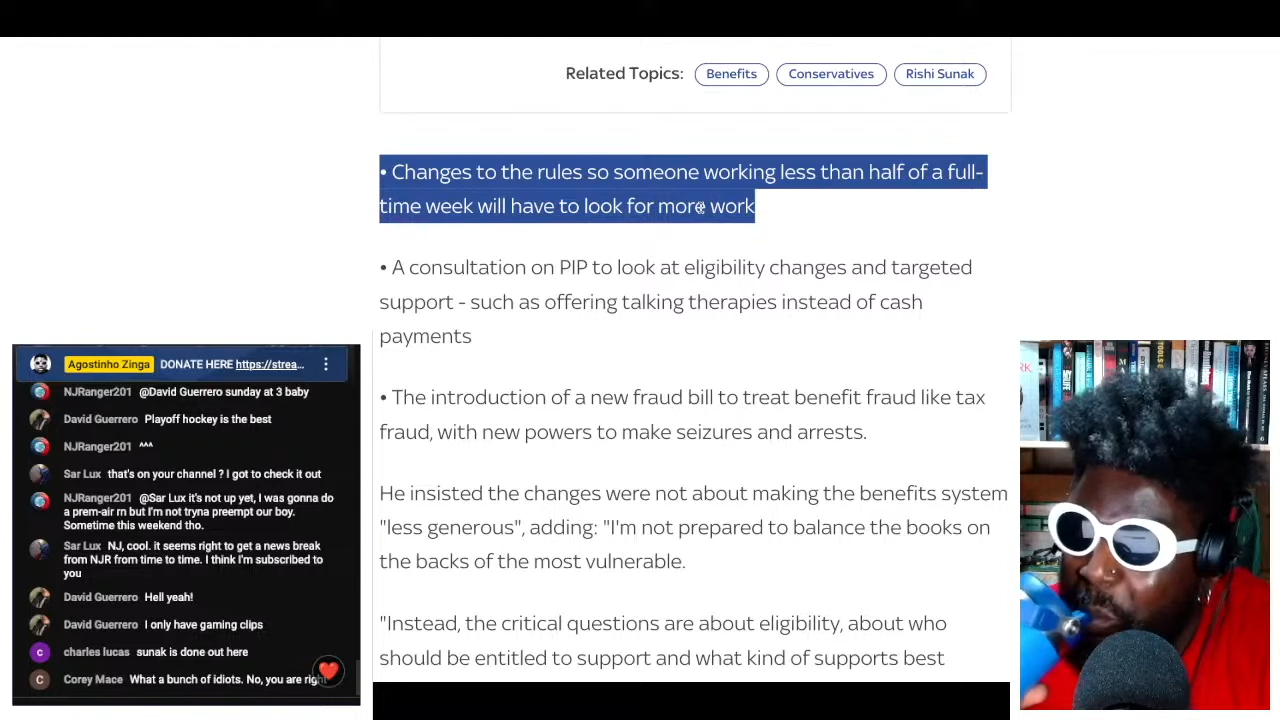 Related Topics: Benefits Conservatives Rishi Sunak
• Changes to the rules so someone working less than half of a full-
time week will have to look for more work
• A consultation on PIP to look at eligibility changes and targeted
support - such as offering talking therapies instead of cash
payments
• The introduction of a new fraud bill to treat benefit fraud like tax
fraud, with new powers to make seizures and arrests.
He insisted the changes were not about making the benefits system
"less generous", adding: "I'm not prepared to balance the books on
the backs of the most vulnerable.
"Instead, the critical questions are about eligibility, about who
should be entitled to support and what kind of supports best
Agostinho Zinga DONATE HERE https://strea...
NJRanger201 @David Guerrero sunday at 3 baby
David Guerrero Playoff hockey is the best
NJRanger201 ^^^
Sar Lux that's on your channel ? I got to check it out
NJRanger201 @Sar Lux it's not up yet, I was gonna do
a prem-air rn but I'm not tryna preempt our boy.
Sometime this weekend tho.
Sar Lux NJ, cool. it seems right to get a news break
from NJR from time to time. I think I'm subscribed to
you
David Guerrero Hell yeah!
David Guerrero I only have gaming clips
C charles lucas sunak is done out here
C Corey Mace What a bunch of idiots. No, you are right